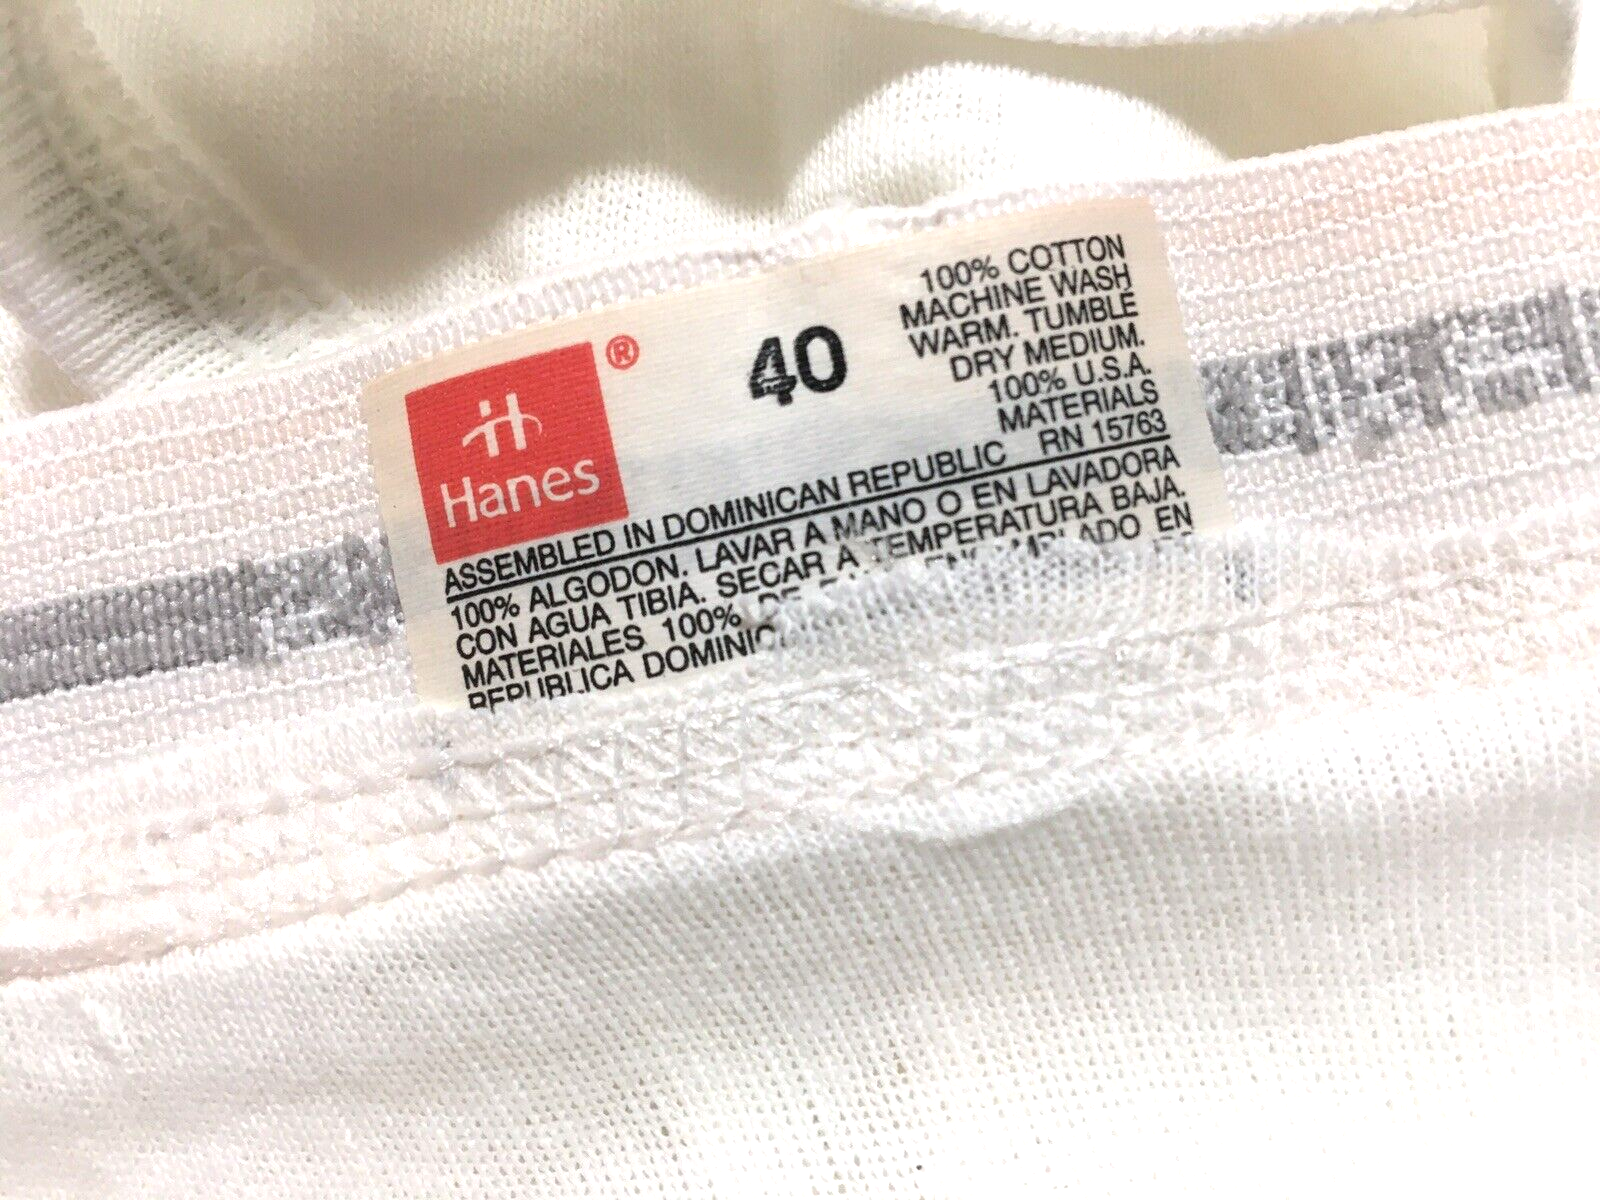 Hanes
®
40
100% COTTON
MACHINE WASH
WARM. TUMBLE
DRY MEDIUM.
100% U.S.A.
MATERIALS
ASSEMBLED IN DOMINICAN REPUBLIC RN 15763
100% ALGODON. LAVAR A MANO O EN LAVADORA
CON AGUA TIBIA. SECAR A TEMPERATURA BAJA.
MATERIALES 100% EN
REPUBLICA